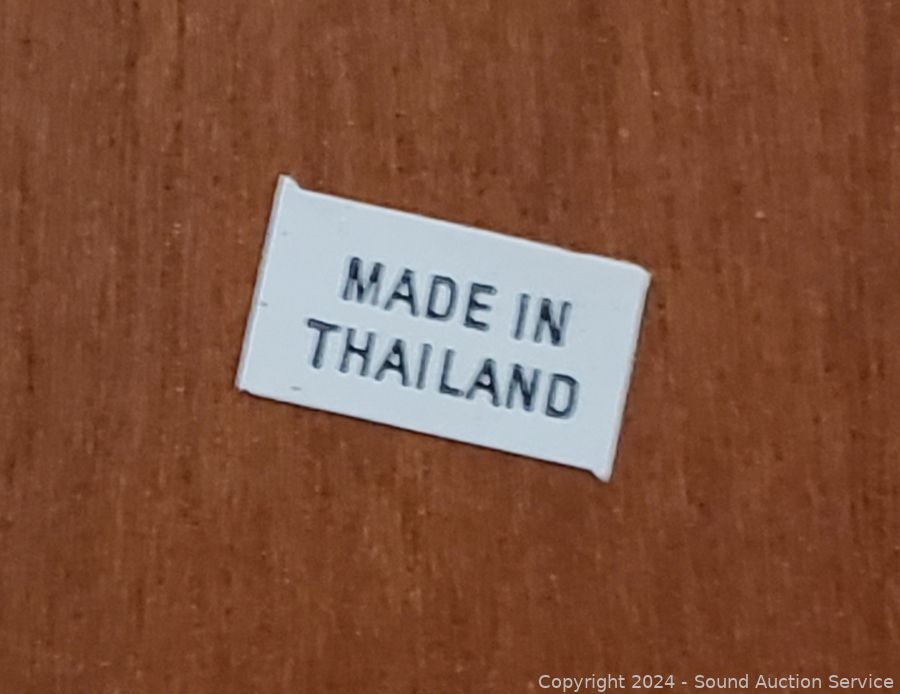 MADE IN
THAILAND
Copyright 2024 - Sound Auction Service